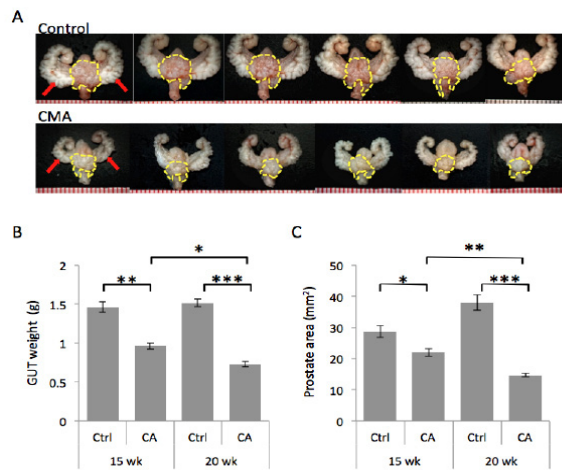 A
Control
CMA
B
C
*
**
**
***
*
***
2
1.5
1
0.5
0
GUT weight (g)
50
40
30
20
10
0
Prostate area (mm²)
Ctrl CA Ctrl CA
15 wk 20 wk
Ctrl CA Ctrl CA
15 wk 20 wk